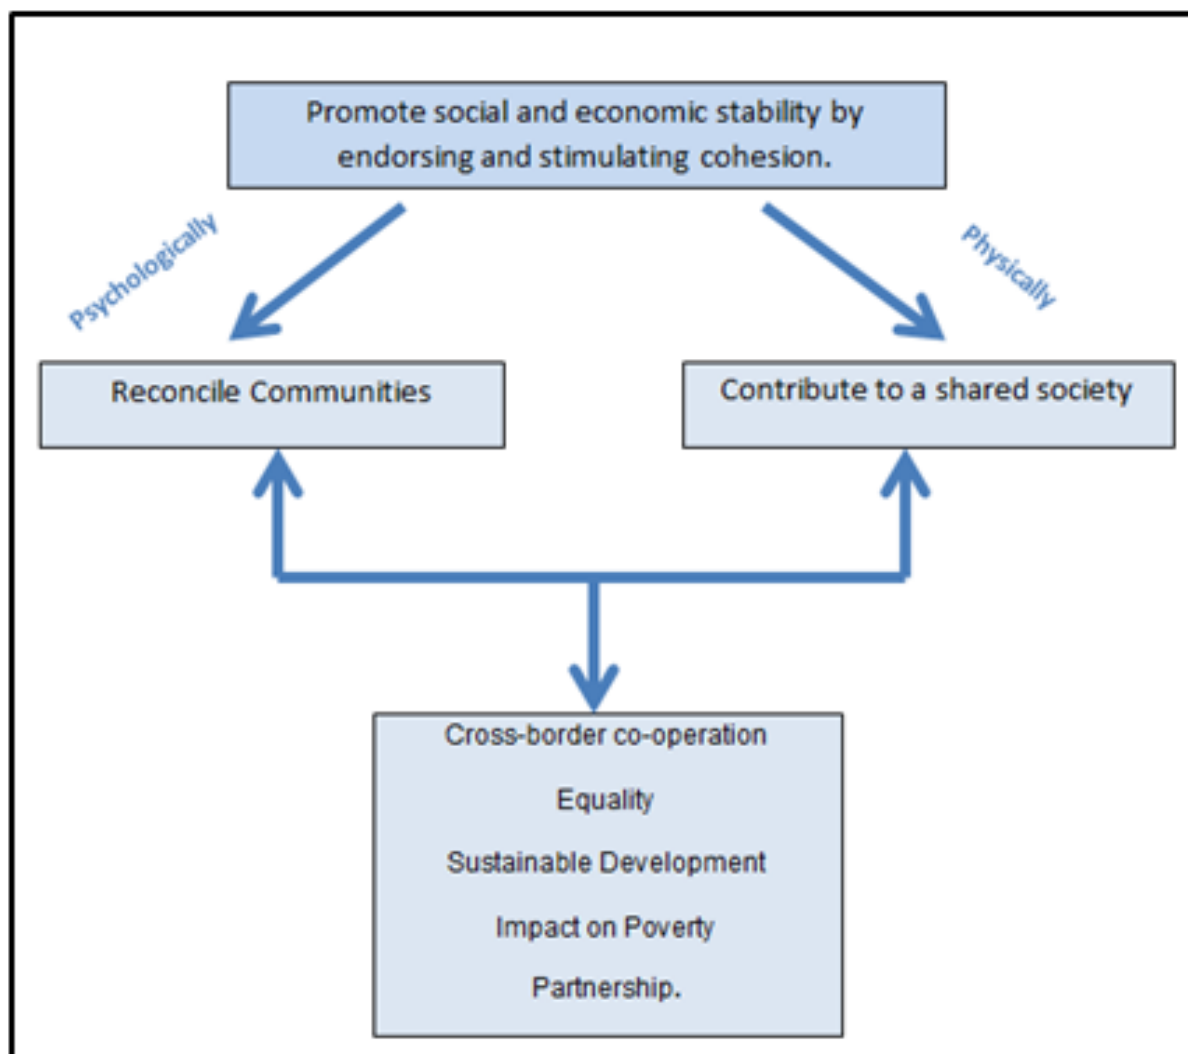 Promote social and economic stability by
endorsing and stimulating cohesion.
Psychologically
Physically
Reconcile Communities
Contribute to a shared society
Cross-border co-operation
Equality
Sustainable Development
Impact on Poverty
Partnership.